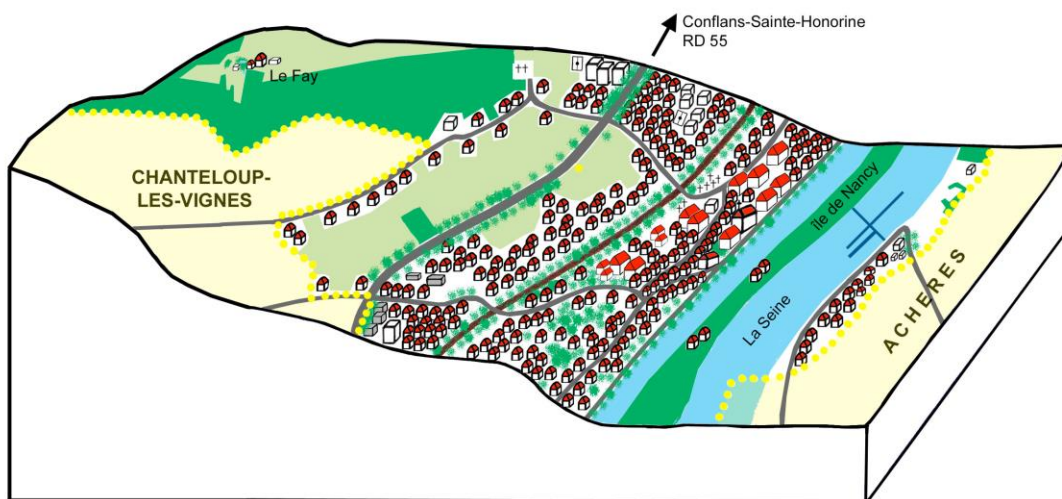 Conflans-Sainte-Honorine
RD 55
Le Fay
CHANTELOUP-
LES-VIGNES
île de Nancy
La Seine
ACHERES